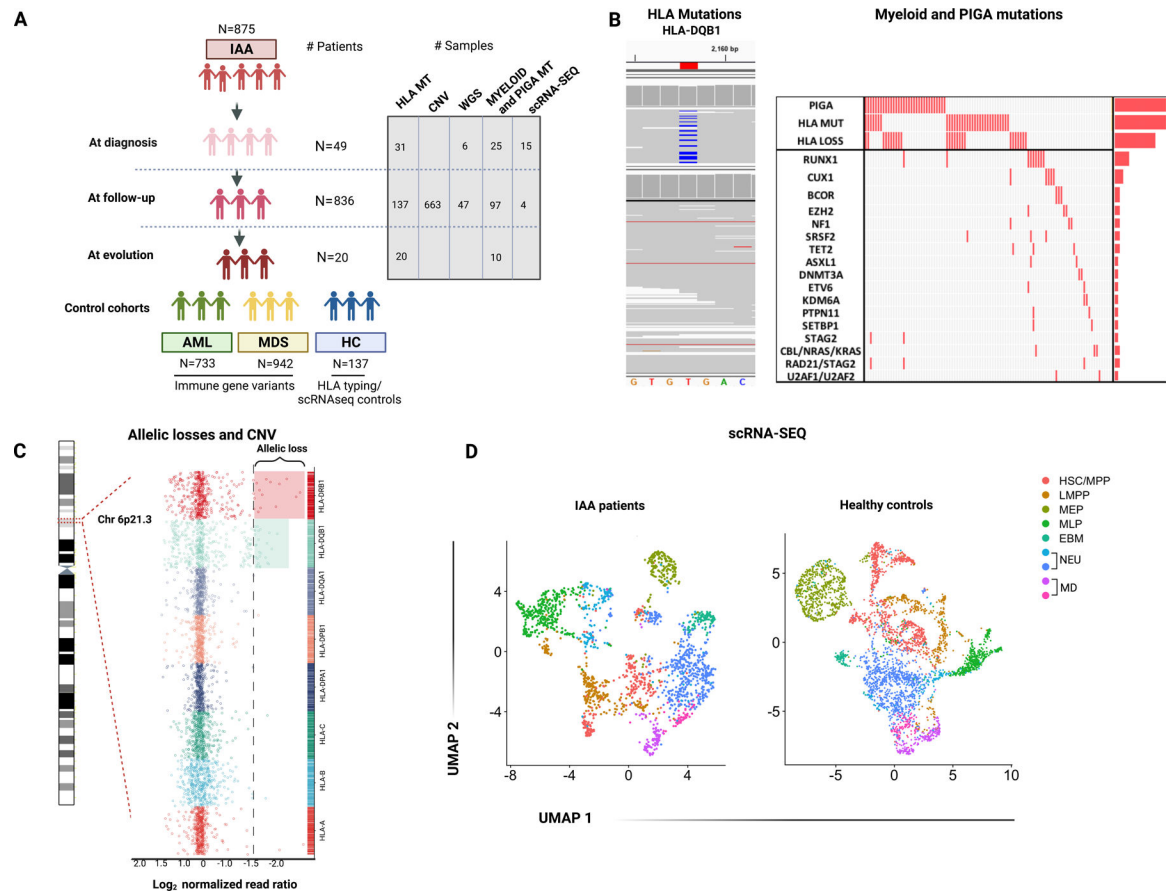 A
N=875
IAA
# Patients
# Samples
HLA MT
CNV
WGS
MYELOID
and PIGA MT
scRNA-SEQ
At diagnosis
N=49
31
6
25
15
At follow-up
N=836
137
663
47
97
4
At evolution
N=20
20
10
Control cohorts
AML
MDS
HC
N=733
N=942
N=137
Immune gene variants
HLA typing/
scRNAseq controls
B
HLA Mutations
HLA-DQB1
2,160 bp
G T G T G A C
Myeloid and PIGA mutations
PIGA
HLA MUT
HLA LOSS
RUNX1
CUX1
BCOR
EZH2
NF1
SRSF2
TET2
ASXL1
DNMT3A
ETV6
KDM6A
PTPN11
SETBP1
STAG2
CBL/NRAS/KRAS
RAD21/STAG2
U2AF1/U2AF2
C
Allelic losses and CNV
Allelic loss
Chr 6p21.3
HLA-DRB1
HLA-DQB1
HLA-DQA1
HLA-DPB1
HLA-DPA1
HLA-C
HLA-B
HLA-A
2.0 1.5 1.0 0 -1.0 -1.5 -2.0
Log2 normalized read ratio
D
scRNA-SEQ
IAA patients
Healthy controls
HSC/MPP
LMPP
MEP
MLP
EBM
NEU
MD
UMAP 2
4
0
-4
-8 -4 0 4
5
0
-5
-5 0 5 10
UMAP 1